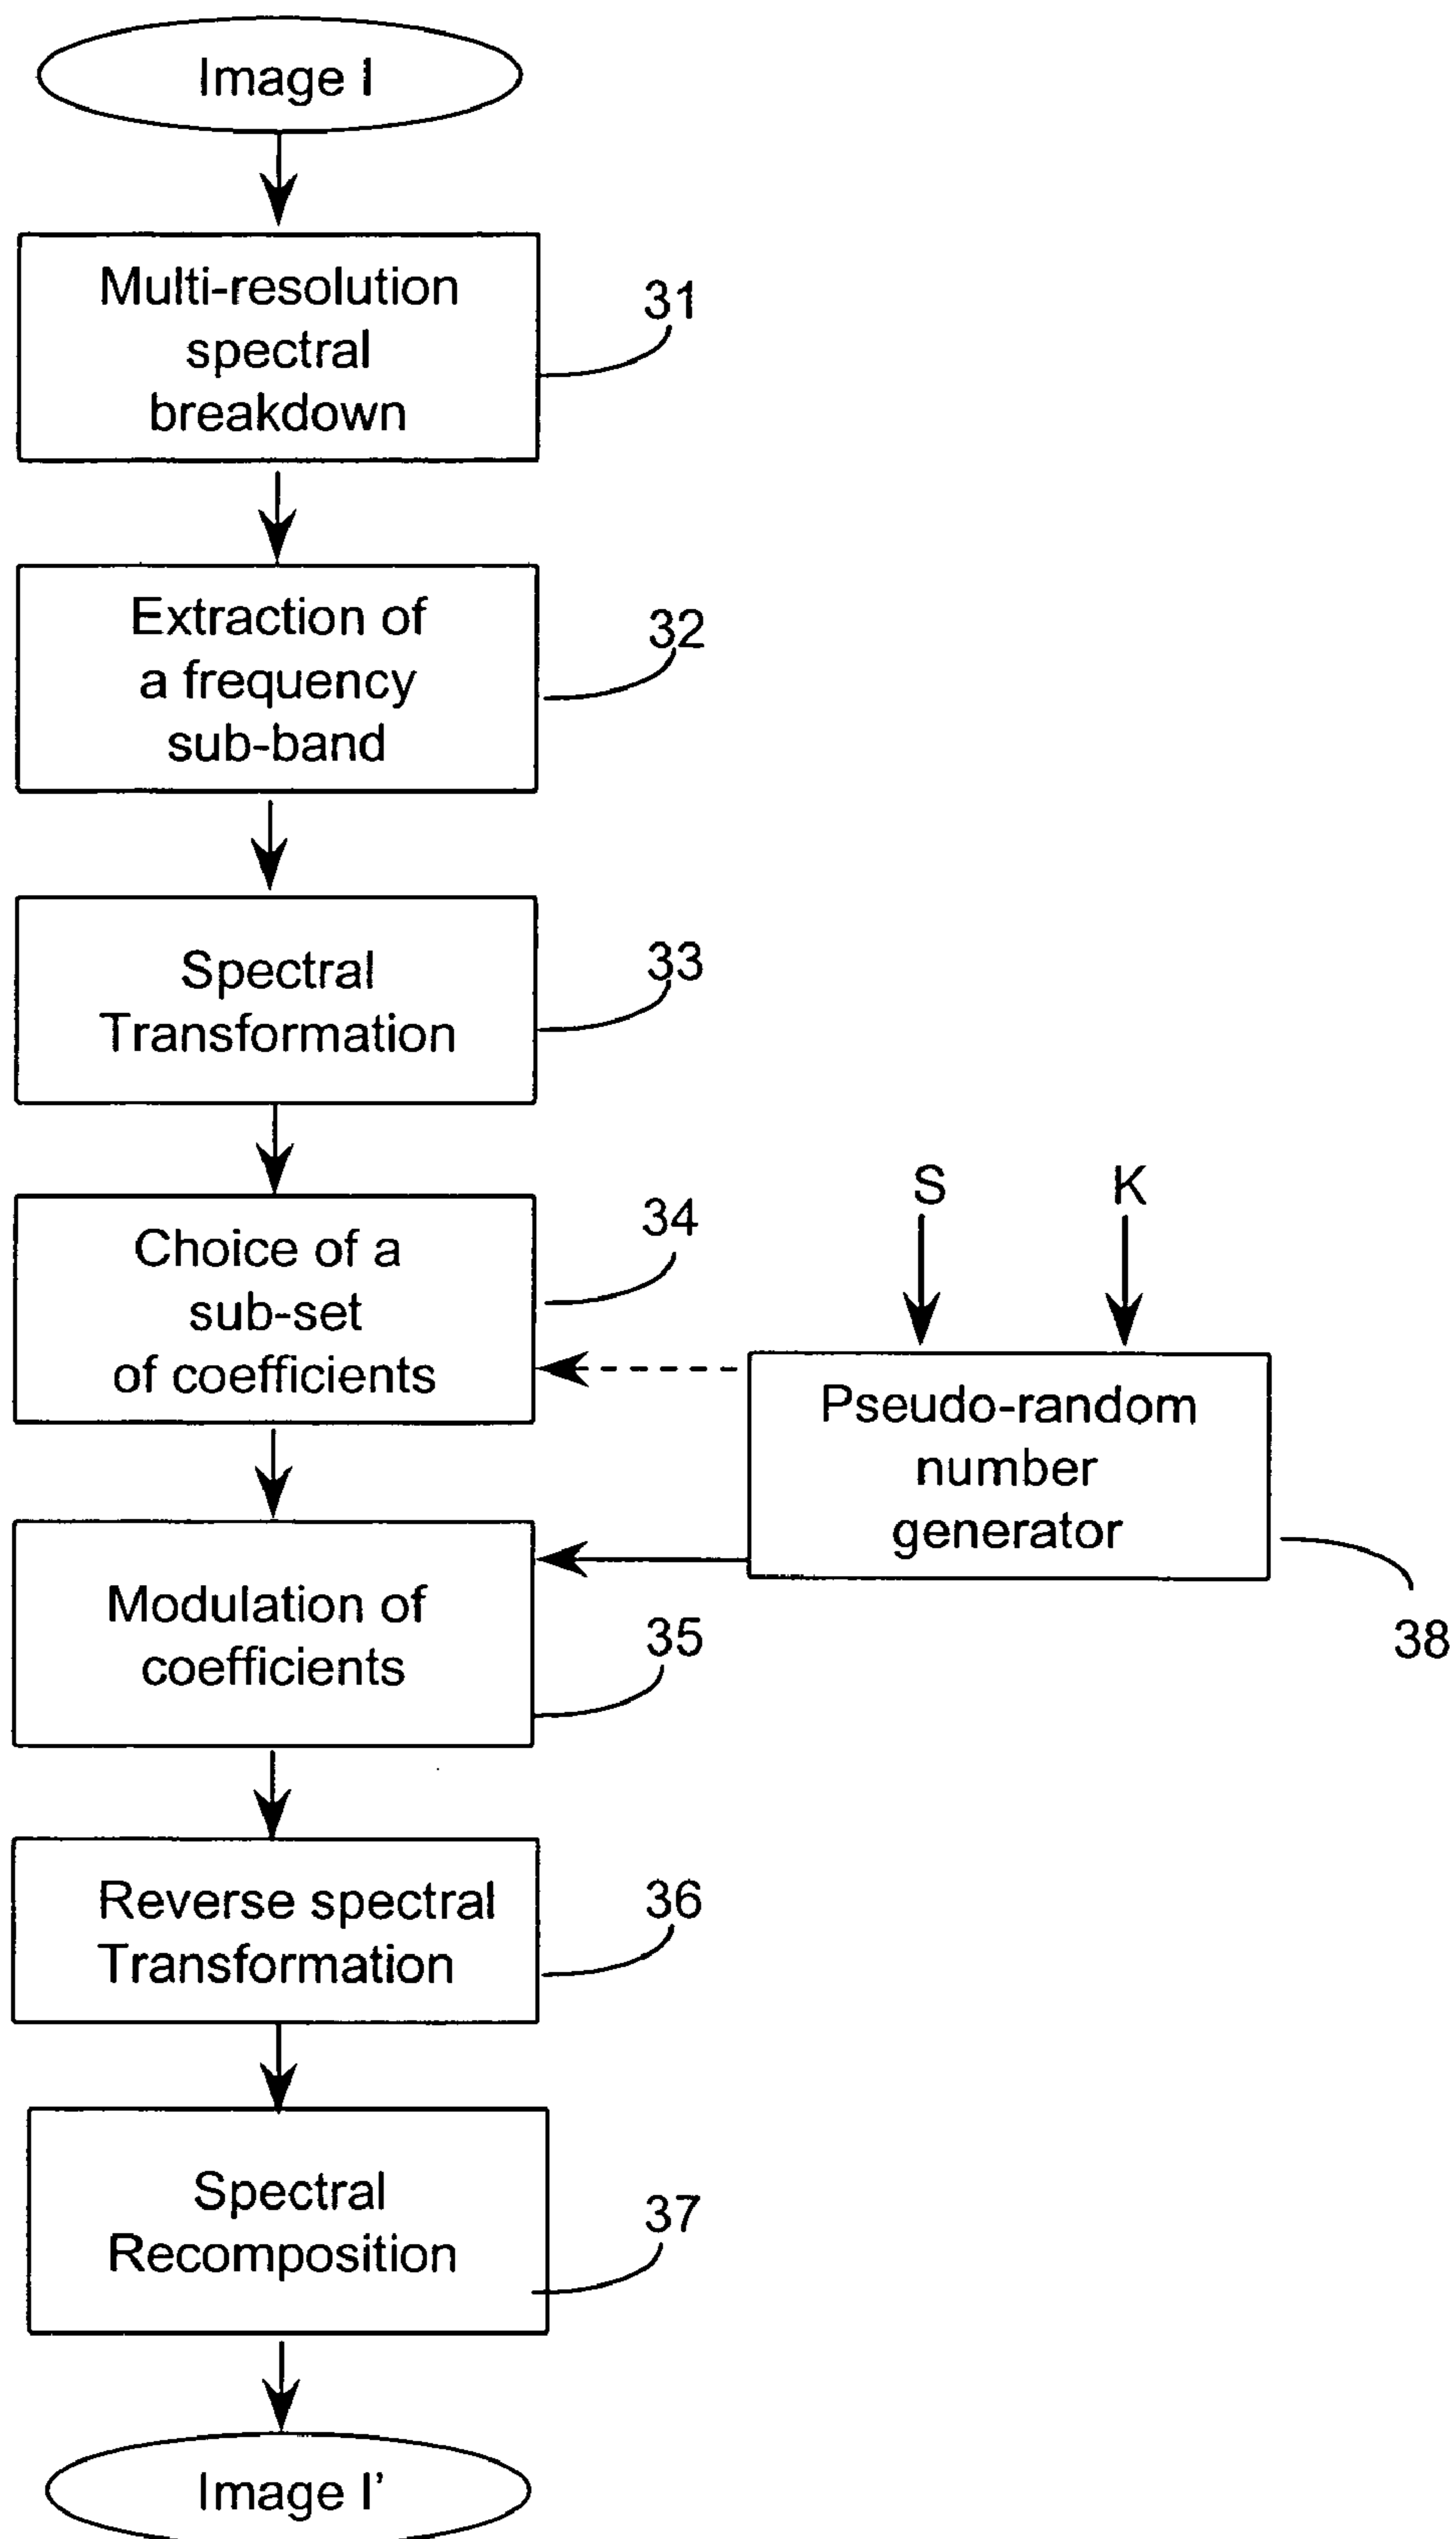 Image I
Multi-resolution
spectral
breakdown
31
Extraction of
a frequency
sub-band
32
Spectral
Transformation
33
Choice of a
sub-set
of coefficients
34
S
K
Pseudo-random
number
generator
38
Modulation of
coefficients
35
Reverse spectral
Transformation
36
Spectral
Recomposition
37
Image I’